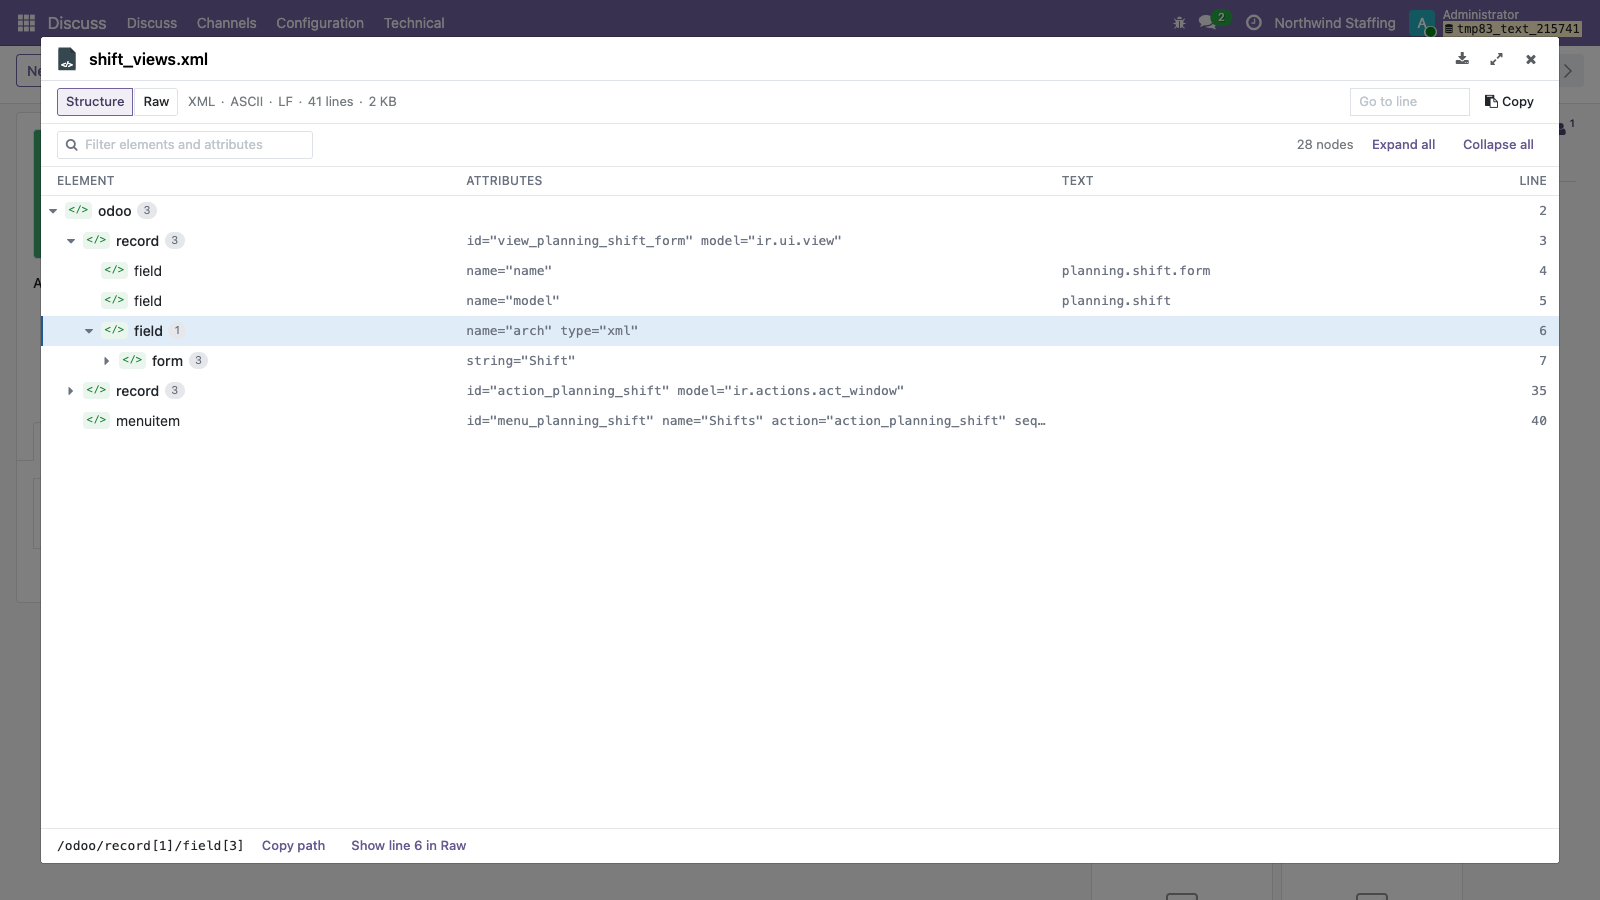 Discuss Discuss Channels Configuration Technical 2 Northwind Staffing A Administrator
tmp83_text_215741
shift_views.xml
Structure Raw XML · ASCII · LF · 41 lines · 2 KB Go to line Copy
Filter elements and attributes 28 nodes Expand all Collapse all
ELEMENT ATTRIBUTES TEXT LINE
</> odoo 3 2
</> record 3 id="view_planning_shift_form" model="ir.ui.view" 3
</> field name="name" planning.shift.form 4
</> field name="model" planning.shift 5
</> field 1 name="arch" type="xml" 6
</> form 3 string="Shift" 7
</> record 3 id="action_planning_shift" model="ir.actions.act_window" 35
</> menuitem id="menu_planning_shift" name="Shifts" action="action_planning_shift" seq… 40
/odoo/record[1]/field[3] Copy path Show line 6 in Raw